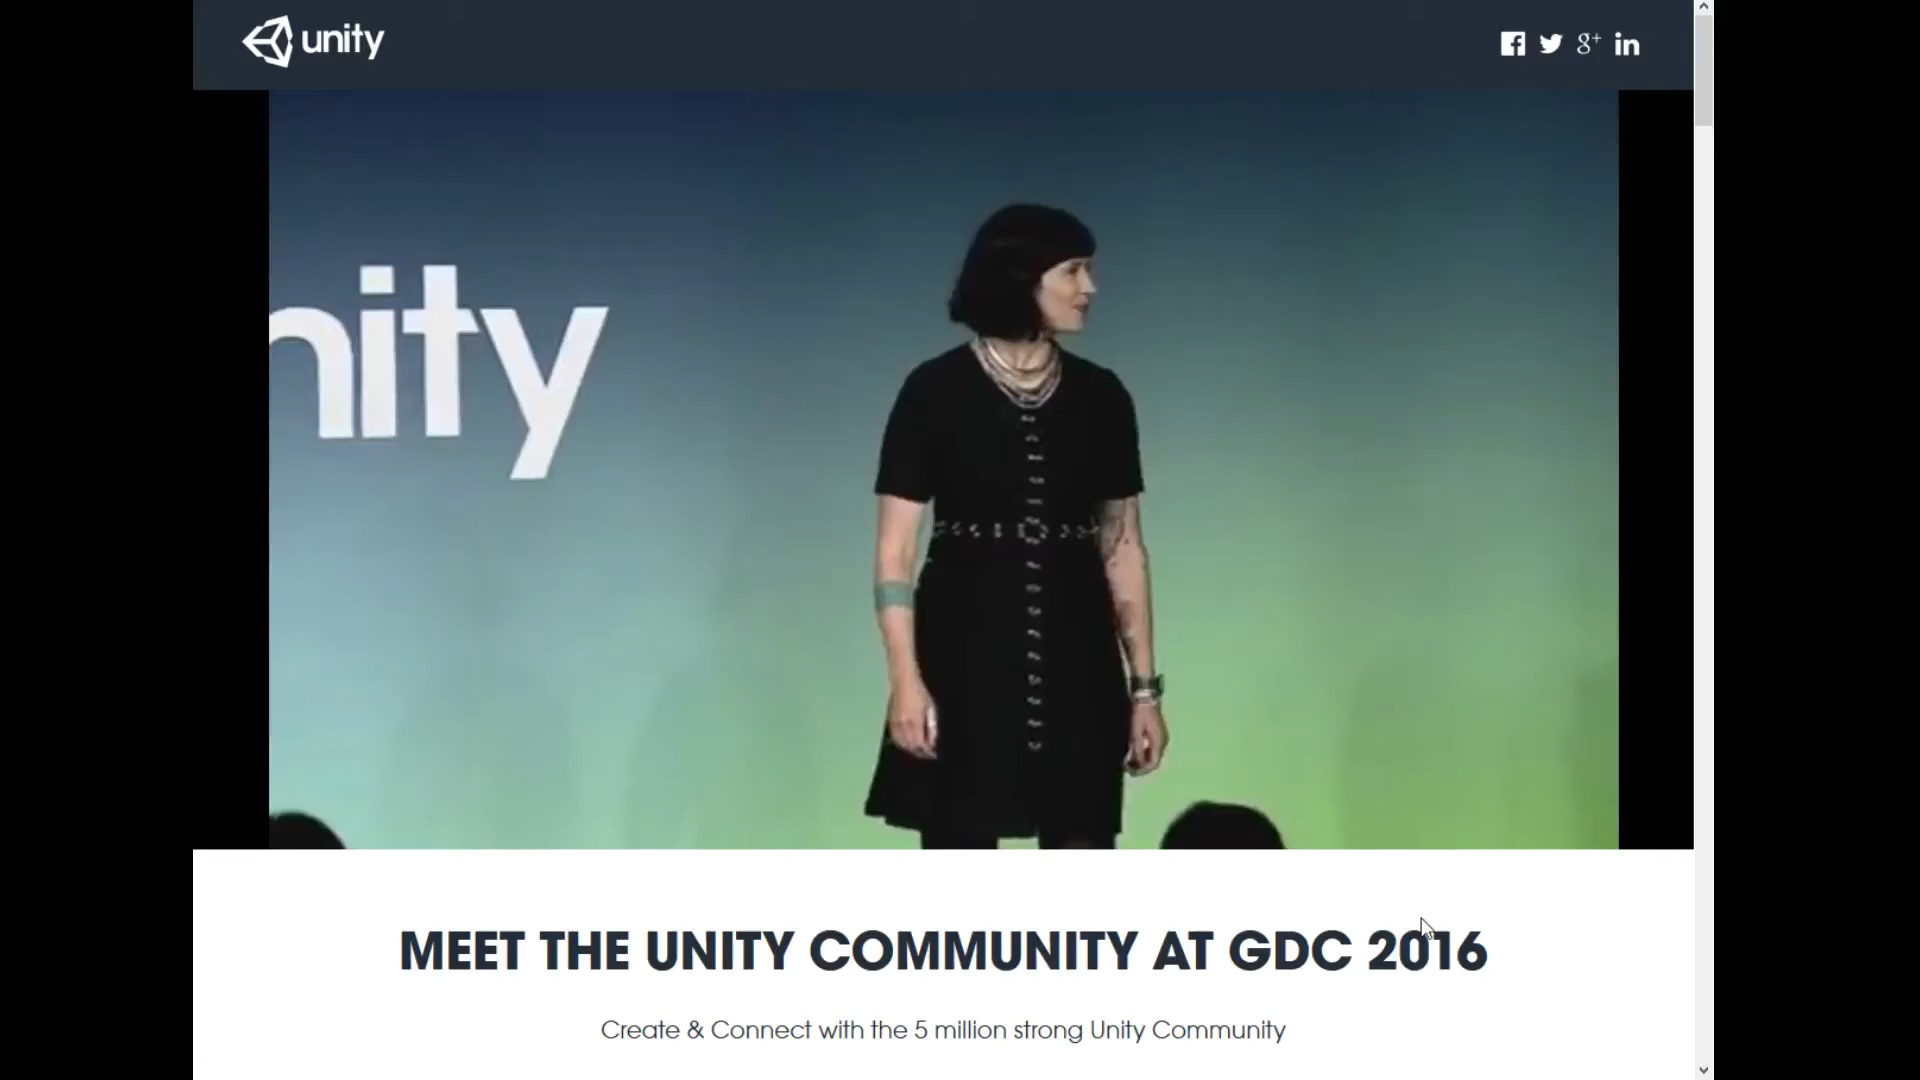 unity
nity
MEET THE UNITY COMMUNITY AT GDC 2016
Create & Connect with the 5 million strong Unity Community